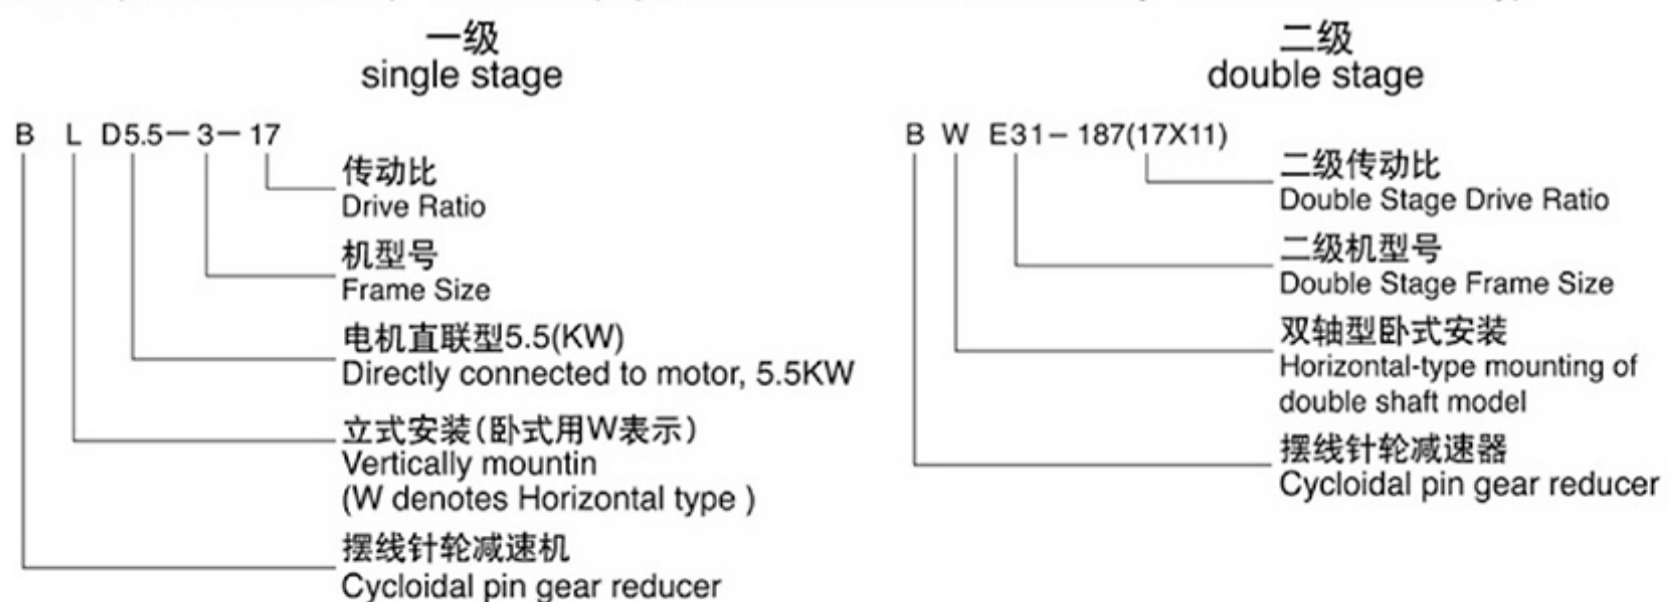 一级
single stage
B L D5.5-3-17
传动比
Drive Ratio
机型号
Frame Size
电机直联型5.5(KW)
Directly connected to motor, 5.5KW
立式安装(卧式用W表示)
Vertically mountin
(W denotes Horizontal type )
摆线针轮减速机
Cycloidal pin gear reducer
二级
double stage
B W E31-187(17X11)
二级传动比
Double Stage Drive Ratio
二级机型号
Double Stage Frame Size
双轴型卧式安装
Horizontal-type mounting of
double shaft model
摆线针轮减速器
Cycloidal pin gear reducer